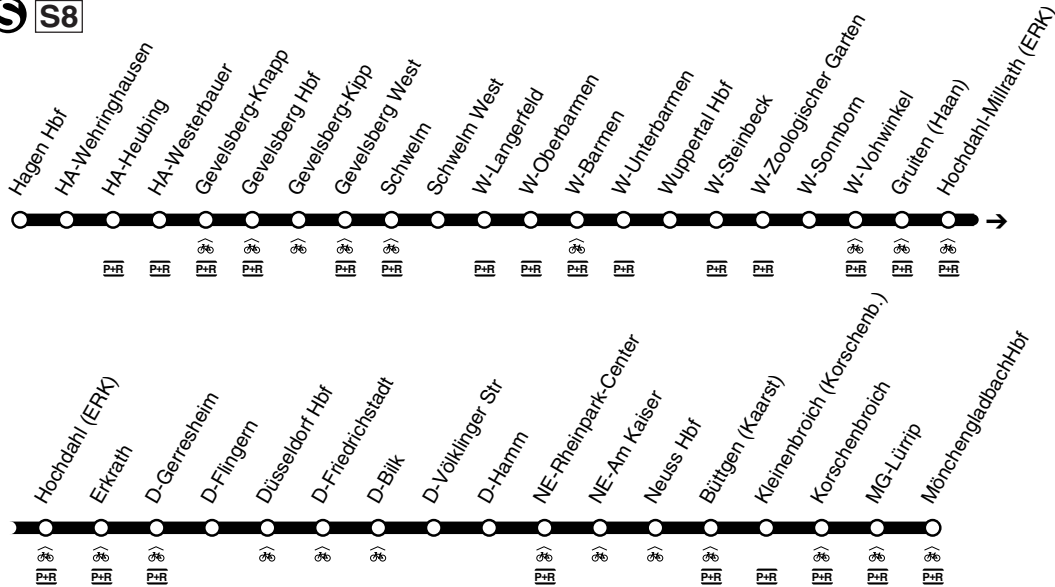 S S8
Hagen Hbf
HA-Wehringhausen
HA-Heubing
HA-Westerbauer
Gevelsberg-Knapp
Gevelsberg Hbf
Gevelsberg-Kipp
Gevelsberg West
Schwelm
Schwelm West
W-Langerfeld
W-Oberbarmen
W-Barmen
W-Unterbarmen
Wuppertal Hbf
W-Steinbeck
W-Zoologischer Garten
W-Sonnborn
W-Vohwinkel
Gruiten (Haan)
Hochdahl-Millrath (ERK)
P+R P+R P+R P+R P+R P+R P+R P+R P+R P+R P+R P+R P+R P+R P+R
Hochdahl (ERK)
Erkrath
D-Gerresheim
D-Flingern
Düsseldorf Hbf
D-Friedrichstadt
D-Bilk
D-Völklinger Str
D-Hamm
NE-Rheinpark-Center
NE-Am Kaiser
Neuss Hbf
Büttgen (Kaarst)
Kleinenbroich (Korschenb.)
Korschenbroich
MG-Lürrip
MönchengladbachHbf
P+R P+R P+R P+R P+R P+R P+R P+R P+R